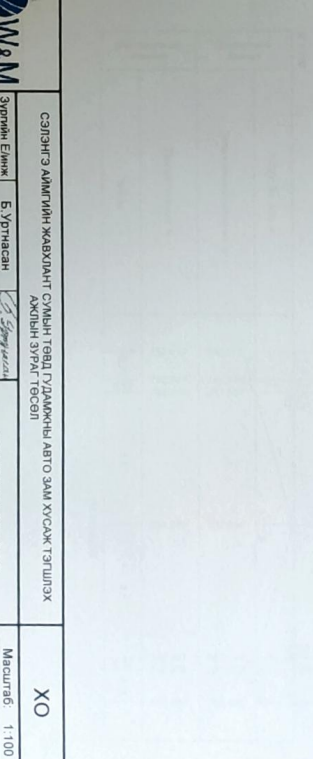 W&M
СЭЛЭНГЭ АЙМГИЙН ЖАВХЛАНТ СУМЫН ТӨВД ГУДАМЖНЫ АВТО ЗАМ ХУСАЖ ТЭГШЛЭХ
АЖЛЫН ЗУРАГ ТӨСӨЛ
ХО
Зургийн Е/инж Б.Уртнасан
Масштаб: 1:100